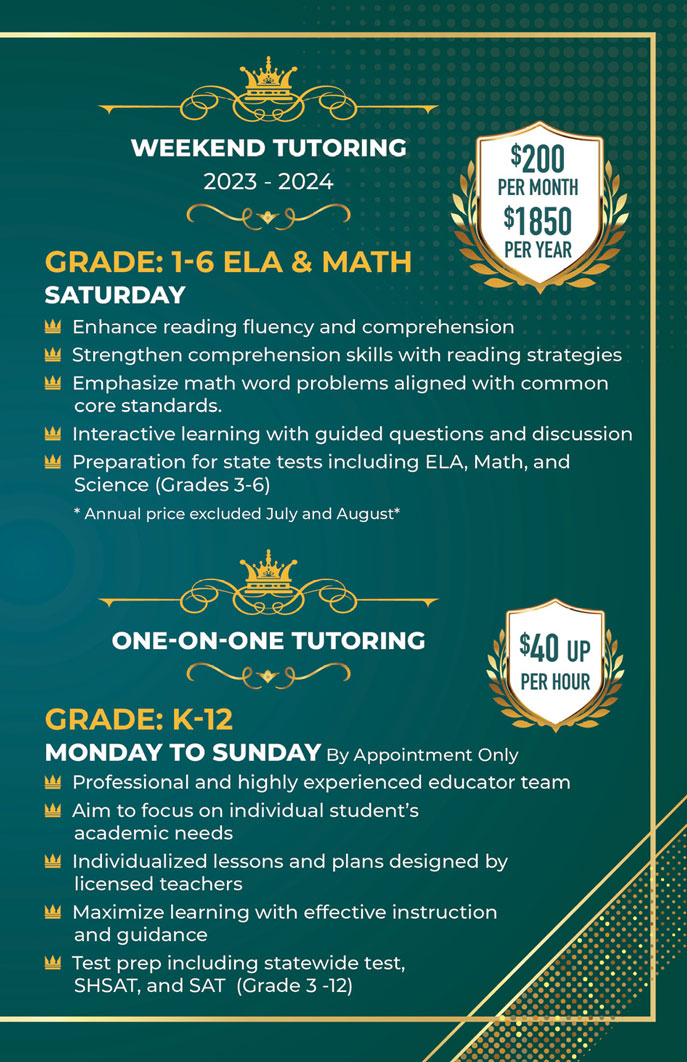 WEEKEND TUTORING
2023 - 2024
$200
PER MONTH
$1850
PER YEAR
GRADE: 1-6 ELA & MATH
SATURDAY
Enhance reading fluency and comprehension
Strengthen comprehension skills with reading strategies
Emphasize math word problems aligned with common
core standards.
Interactive learning with guided questions and discussion
Preparation for state tests including ELA, Math, and
Science (Grades 3-6)
* Annual price excluded July and August*
ONE-ON-ONE TUTORING
$40 UP
PER HOUR
GRADE: K-12
MONDAY TO SUNDAY By Appointment Only
Professional and highly experienced educator team
Aim to focus on individual student's
academic needs
Individualized lessons and plans designed by
licensed teachers
Maximize learning with effective instruction
and guidance
Test prep including statewide test,
SHSAT, and SAT (Grade 3 -12)